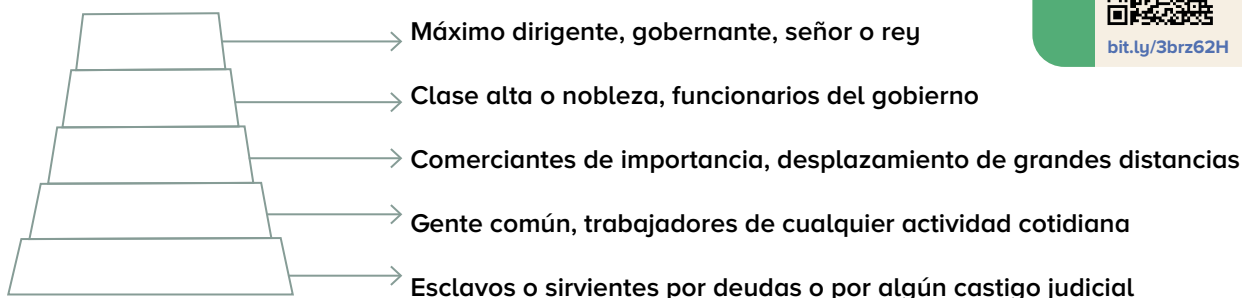 Máximo dirigente, gobernante, señor o rey
bit.ly/3brz62H
Clase alta o nobleza, funcionarios del gobierno
Comerciantes de importancia, desplazamiento de grandes distancias
Gente común, trabajadores de cualquier actividad cotidiana
Esclavos o sirvientes por deudas o por algún castigo judicial